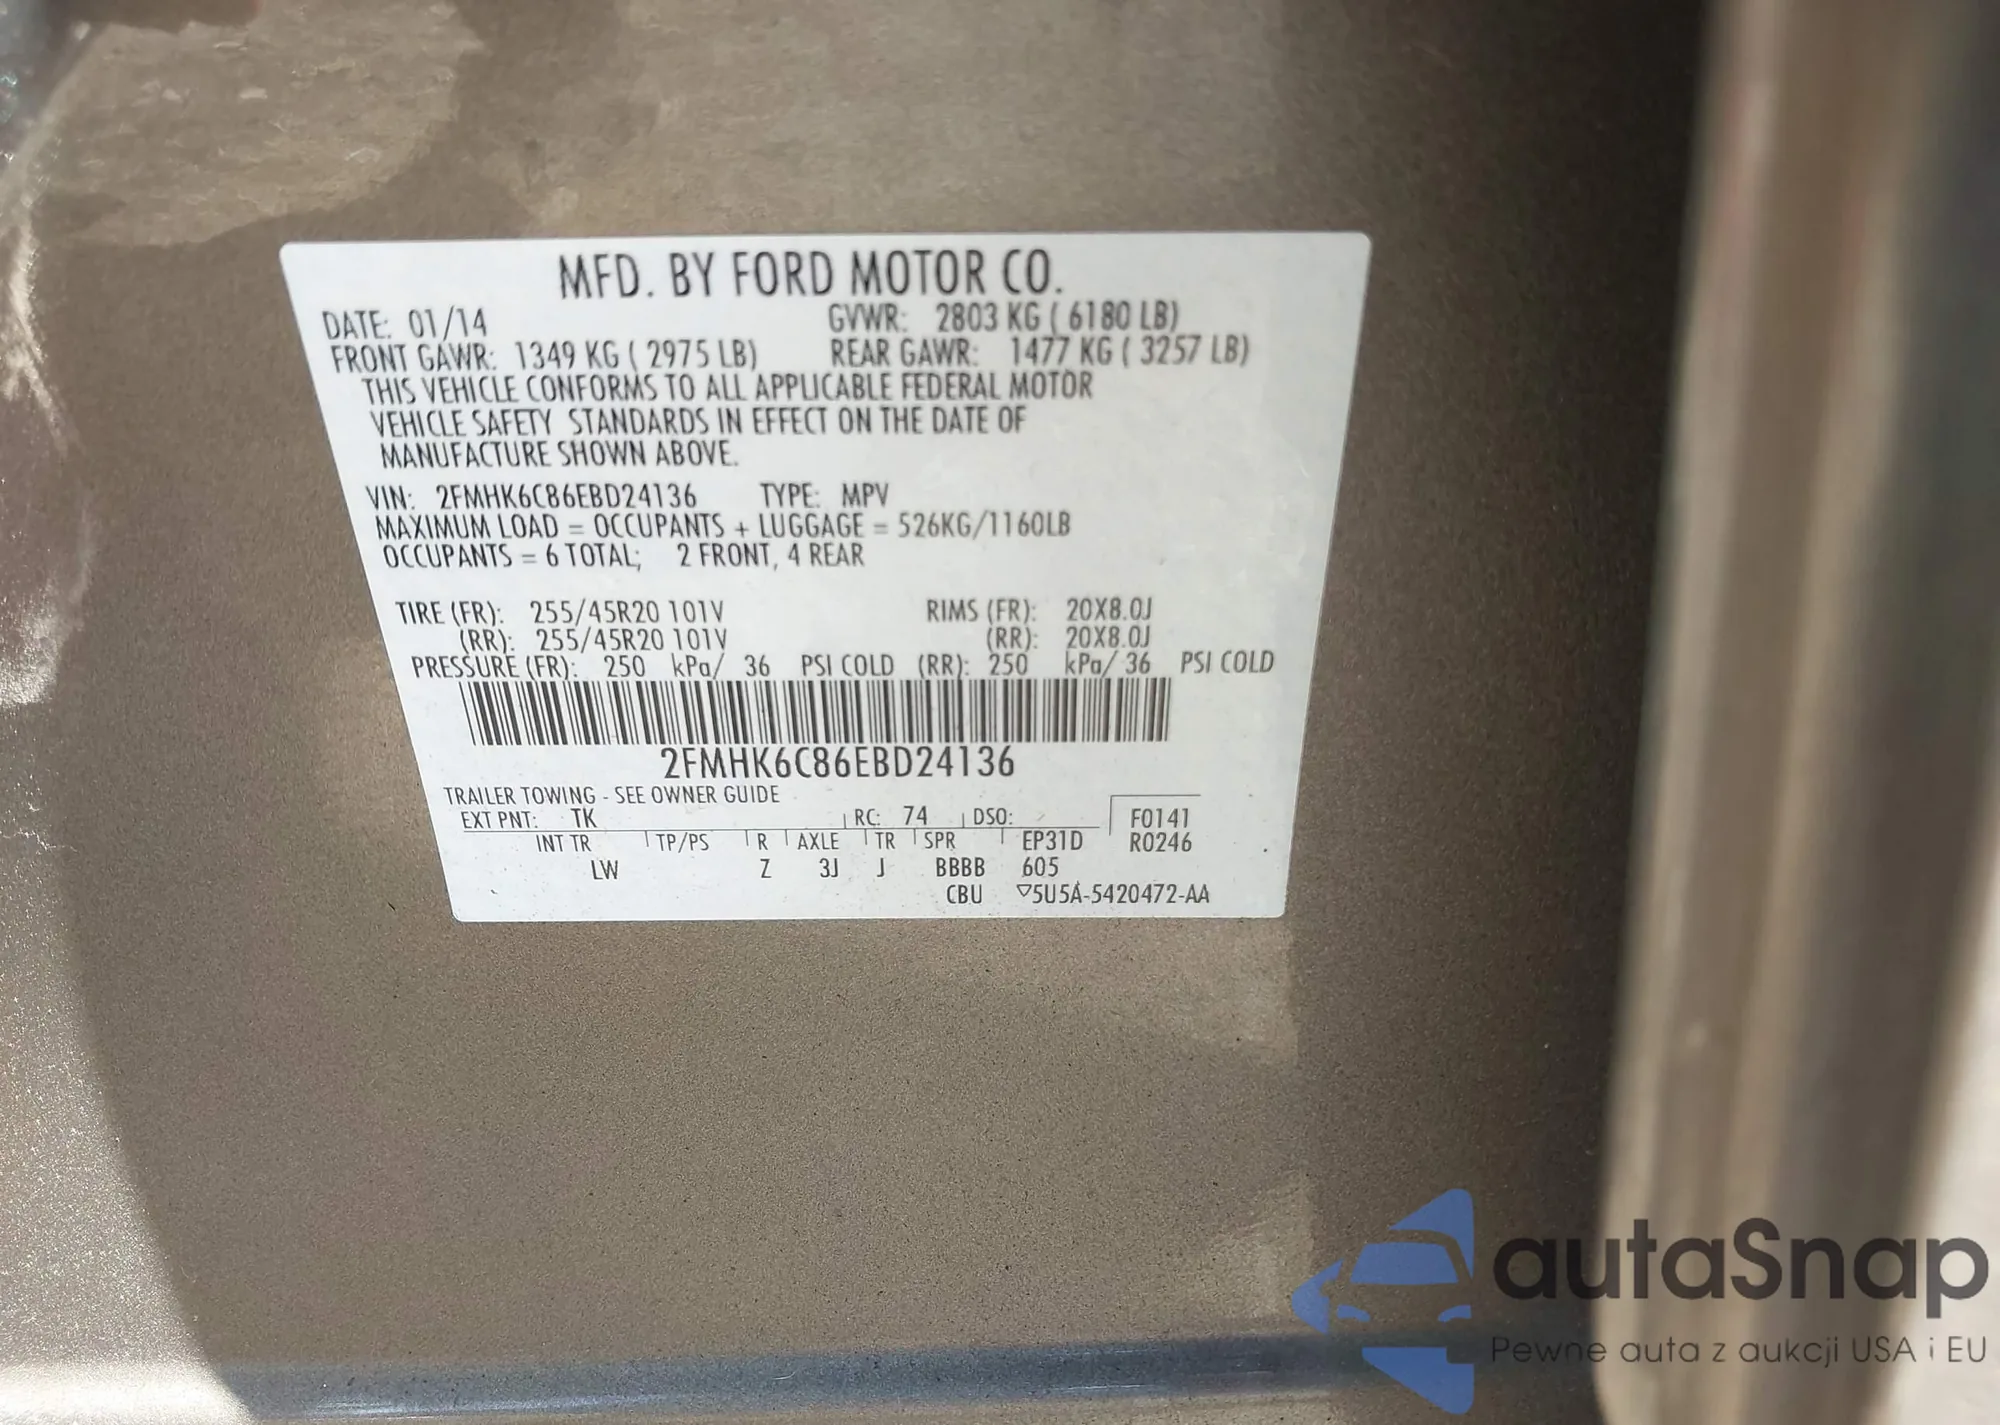 MFD. BY FORD MOTOR CO.
DATE: 01/14 GVWR: 2803 KG ( 6180 LB)
FRONT GAWR: 1349 KG ( 2975 LB) REAR GAWR: 1477 KG ( 3257 LB)
THIS VEHICLE CONFORMS TO ALL APPLICABLE FEDERAL MOTOR
VEHICLE SAFETY STANDARDS IN EFFECT ON THE DATE OF
MANUFACTURE SHOWN ABOVE.
VIN: 2FMHK6C86EBD24136 TYPE: MPV
MAXIMUM LOAD = OCCUPANTS + LUGGAGE = 526KG/1160LB
OCCUPANTS = 6 TOTAL; 2 FRONT, 4 REAR
TIRE (FR): 255/45R20 101V RIMS (FR): 20X8.0J
(RR): 255/45R20 101V (RR): 20X8.0J
PRESSURE (FR): 250 kPa/ 36 PSI COLD (RR): 250 kPa/ 36 PSI COLD
2FMHK6C86EBD24136
TRAILER TOWING - SEE OWNER GUIDE
EXT PNT: TK RC: 74 DSO: F0141
INT TR TP/PS R AXLE TR SPR EP31D R0246
LW Z 3J J BBBB 605
CBU ▽5U5A-5420472-AA
autaSnap
Pewne auta z aukcji USA i EU